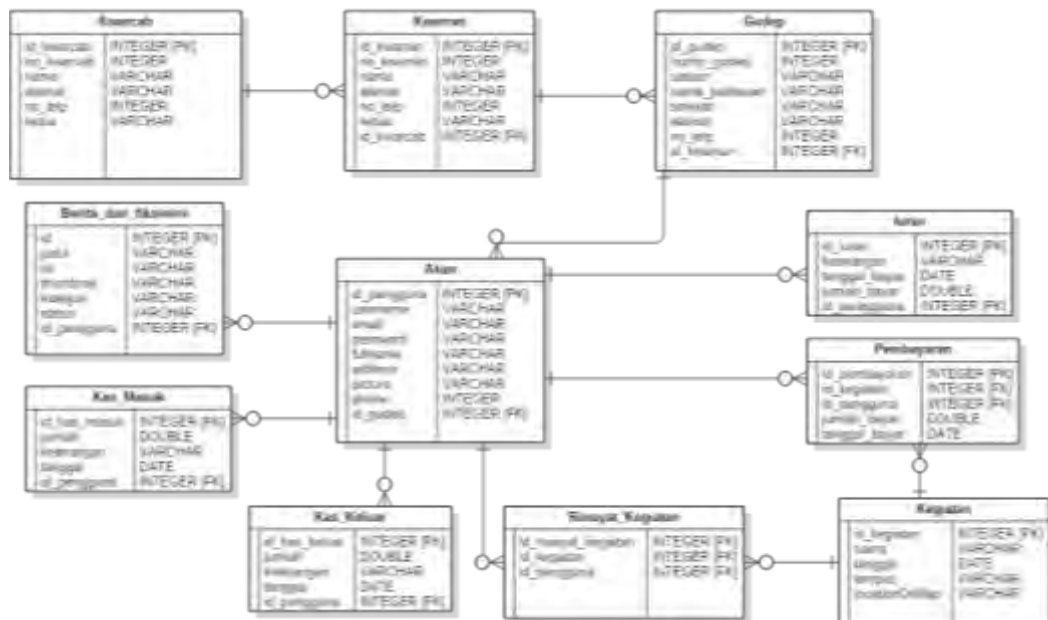 Kwarcab
id_kwarcab INTEGER (PK)
no_kwarcab INTEGER
nama VARCHAR
alamat VARCHAR
no_telp INTEGER
ketua VARCHAR
Kwarran
id_kwarran INTEGER (PK)
no_kwarran INTEGER
nama VARCHAR
alamat VARCHAR
no_telp INTEGER
ketua VARCHAR
id_kwarcab INTEGER (FK)
Gudep
id_gudep INTEGER (PK)
INTEGER
VARCHAR
VARCHAR
VARCHAR
alamat VARCHAR
no_telp INTEGER
id_kwarran INTEGER (FK)
id INTEGER (PK)
judul VARCHAR
isi VARCHAR
thumbnail VARCHAR
kategori VARCHAR
status VARCHAR
id_pengguna INTEGER (FK)
Akun
id_pengguna INTEGER (PK)
username VARCHAR
email VARCHAR
password VARCHAR
fullname VARCHAR
address VARCHAR
picture VARCHAR
phone INTEGER
id_gudep INTEGER (FK)
Iuran
id_iuran INTEGER (PK)
keterangan VARCHAR
tanggal_bayar DATE
jumlah_bayar DOUBLE
id_pengguna INTEGER (FK)
Pembayaran
id_pembayaran INTEGER (PK)
id_kegiatan INTEGER (FK)
id_pengguna INTEGER (FK)
jumlah_bayar DOUBLE
tanggal_bayar DATE
Kas_Masuk
id_kas_masuk INTEGER (PK)
jumlah DOUBLE
keterangan VARCHAR
tanggal DATE
id_pengguna INTEGER (FK)
Kas_Keluar
id_kas_keluar INTEGER (PK)
jumlah DOUBLE
keterangan VARCHAR
tanggal DATE
id_pengguna INTEGER (FK)
Riwayat_Kegiatan
id_riwayat_kegiatan INTEGER (PK)
id_kegiatan INTEGER (FK)
id_pengguna INTEGER (FK)
Kegiatan
id_kegiatan INTEGER (PK)
nama VARCHAR
tanggal DATE
tempat VARCHAR
VARCHAR